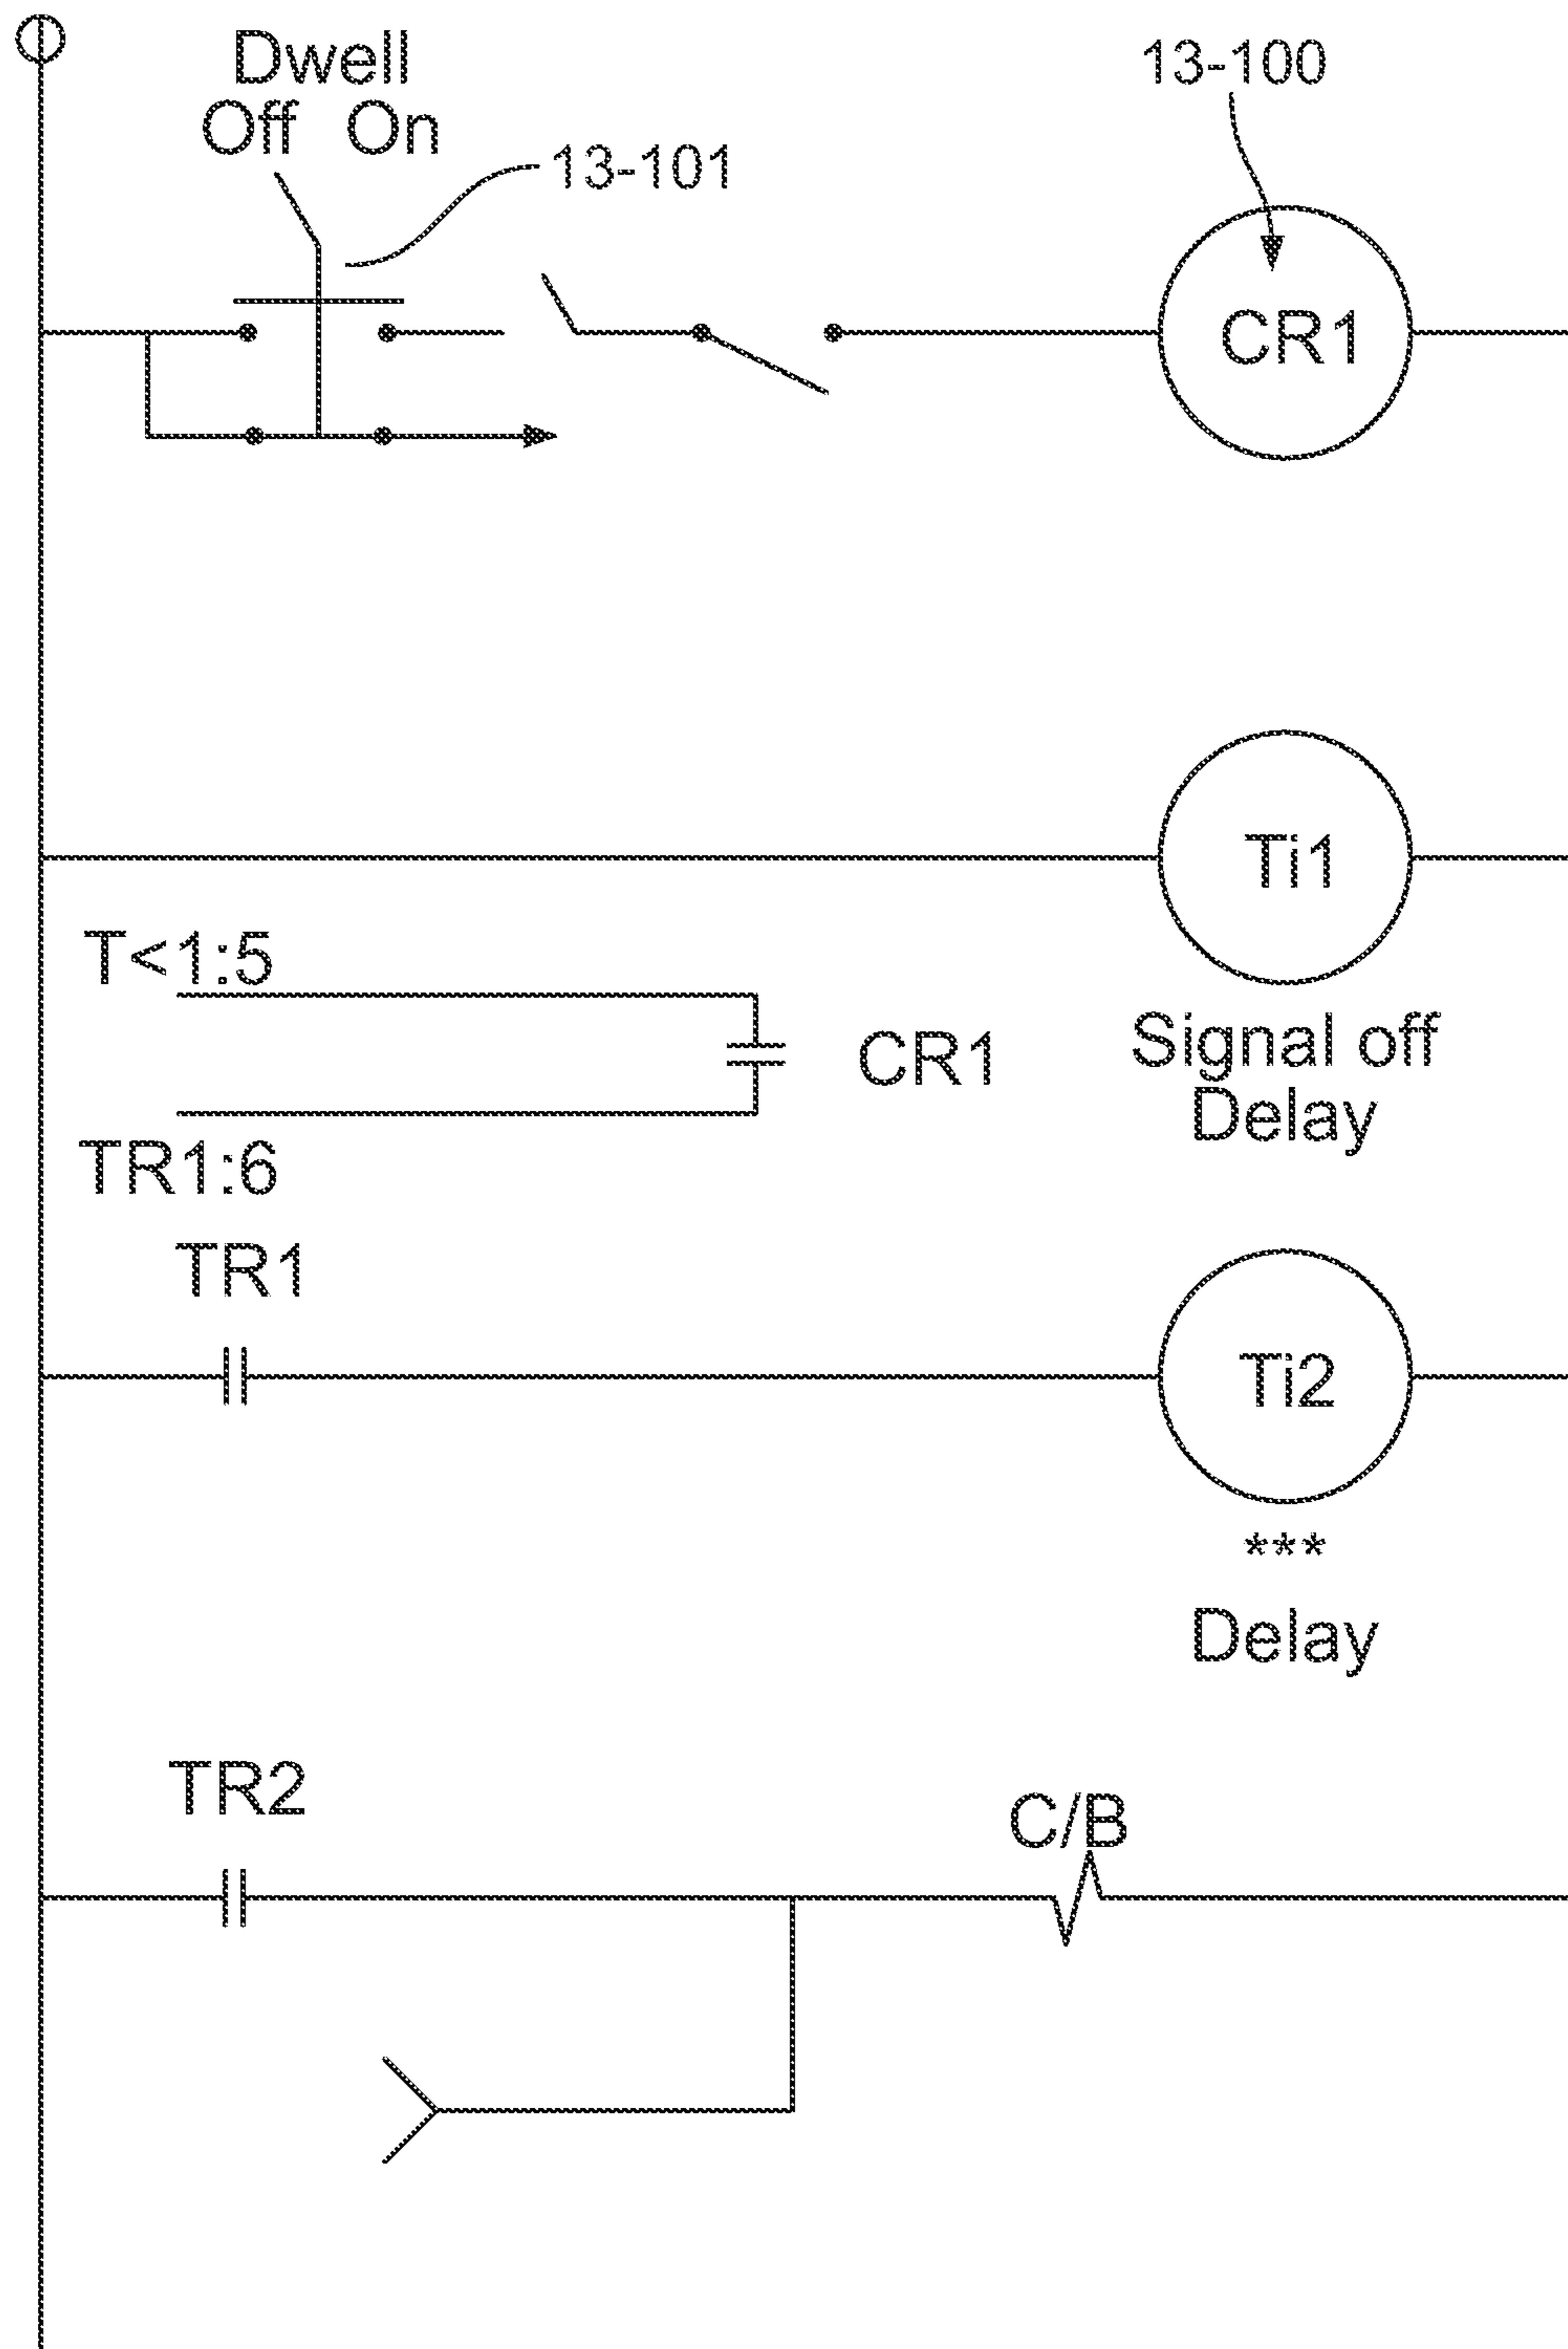 Dwell
Off On
13-101
13-100
CR1
Ti1
T<1:5
CR1
Signal off
Delay
TR1:6
TR1
Ti2
***
Delay
TR2
C/B